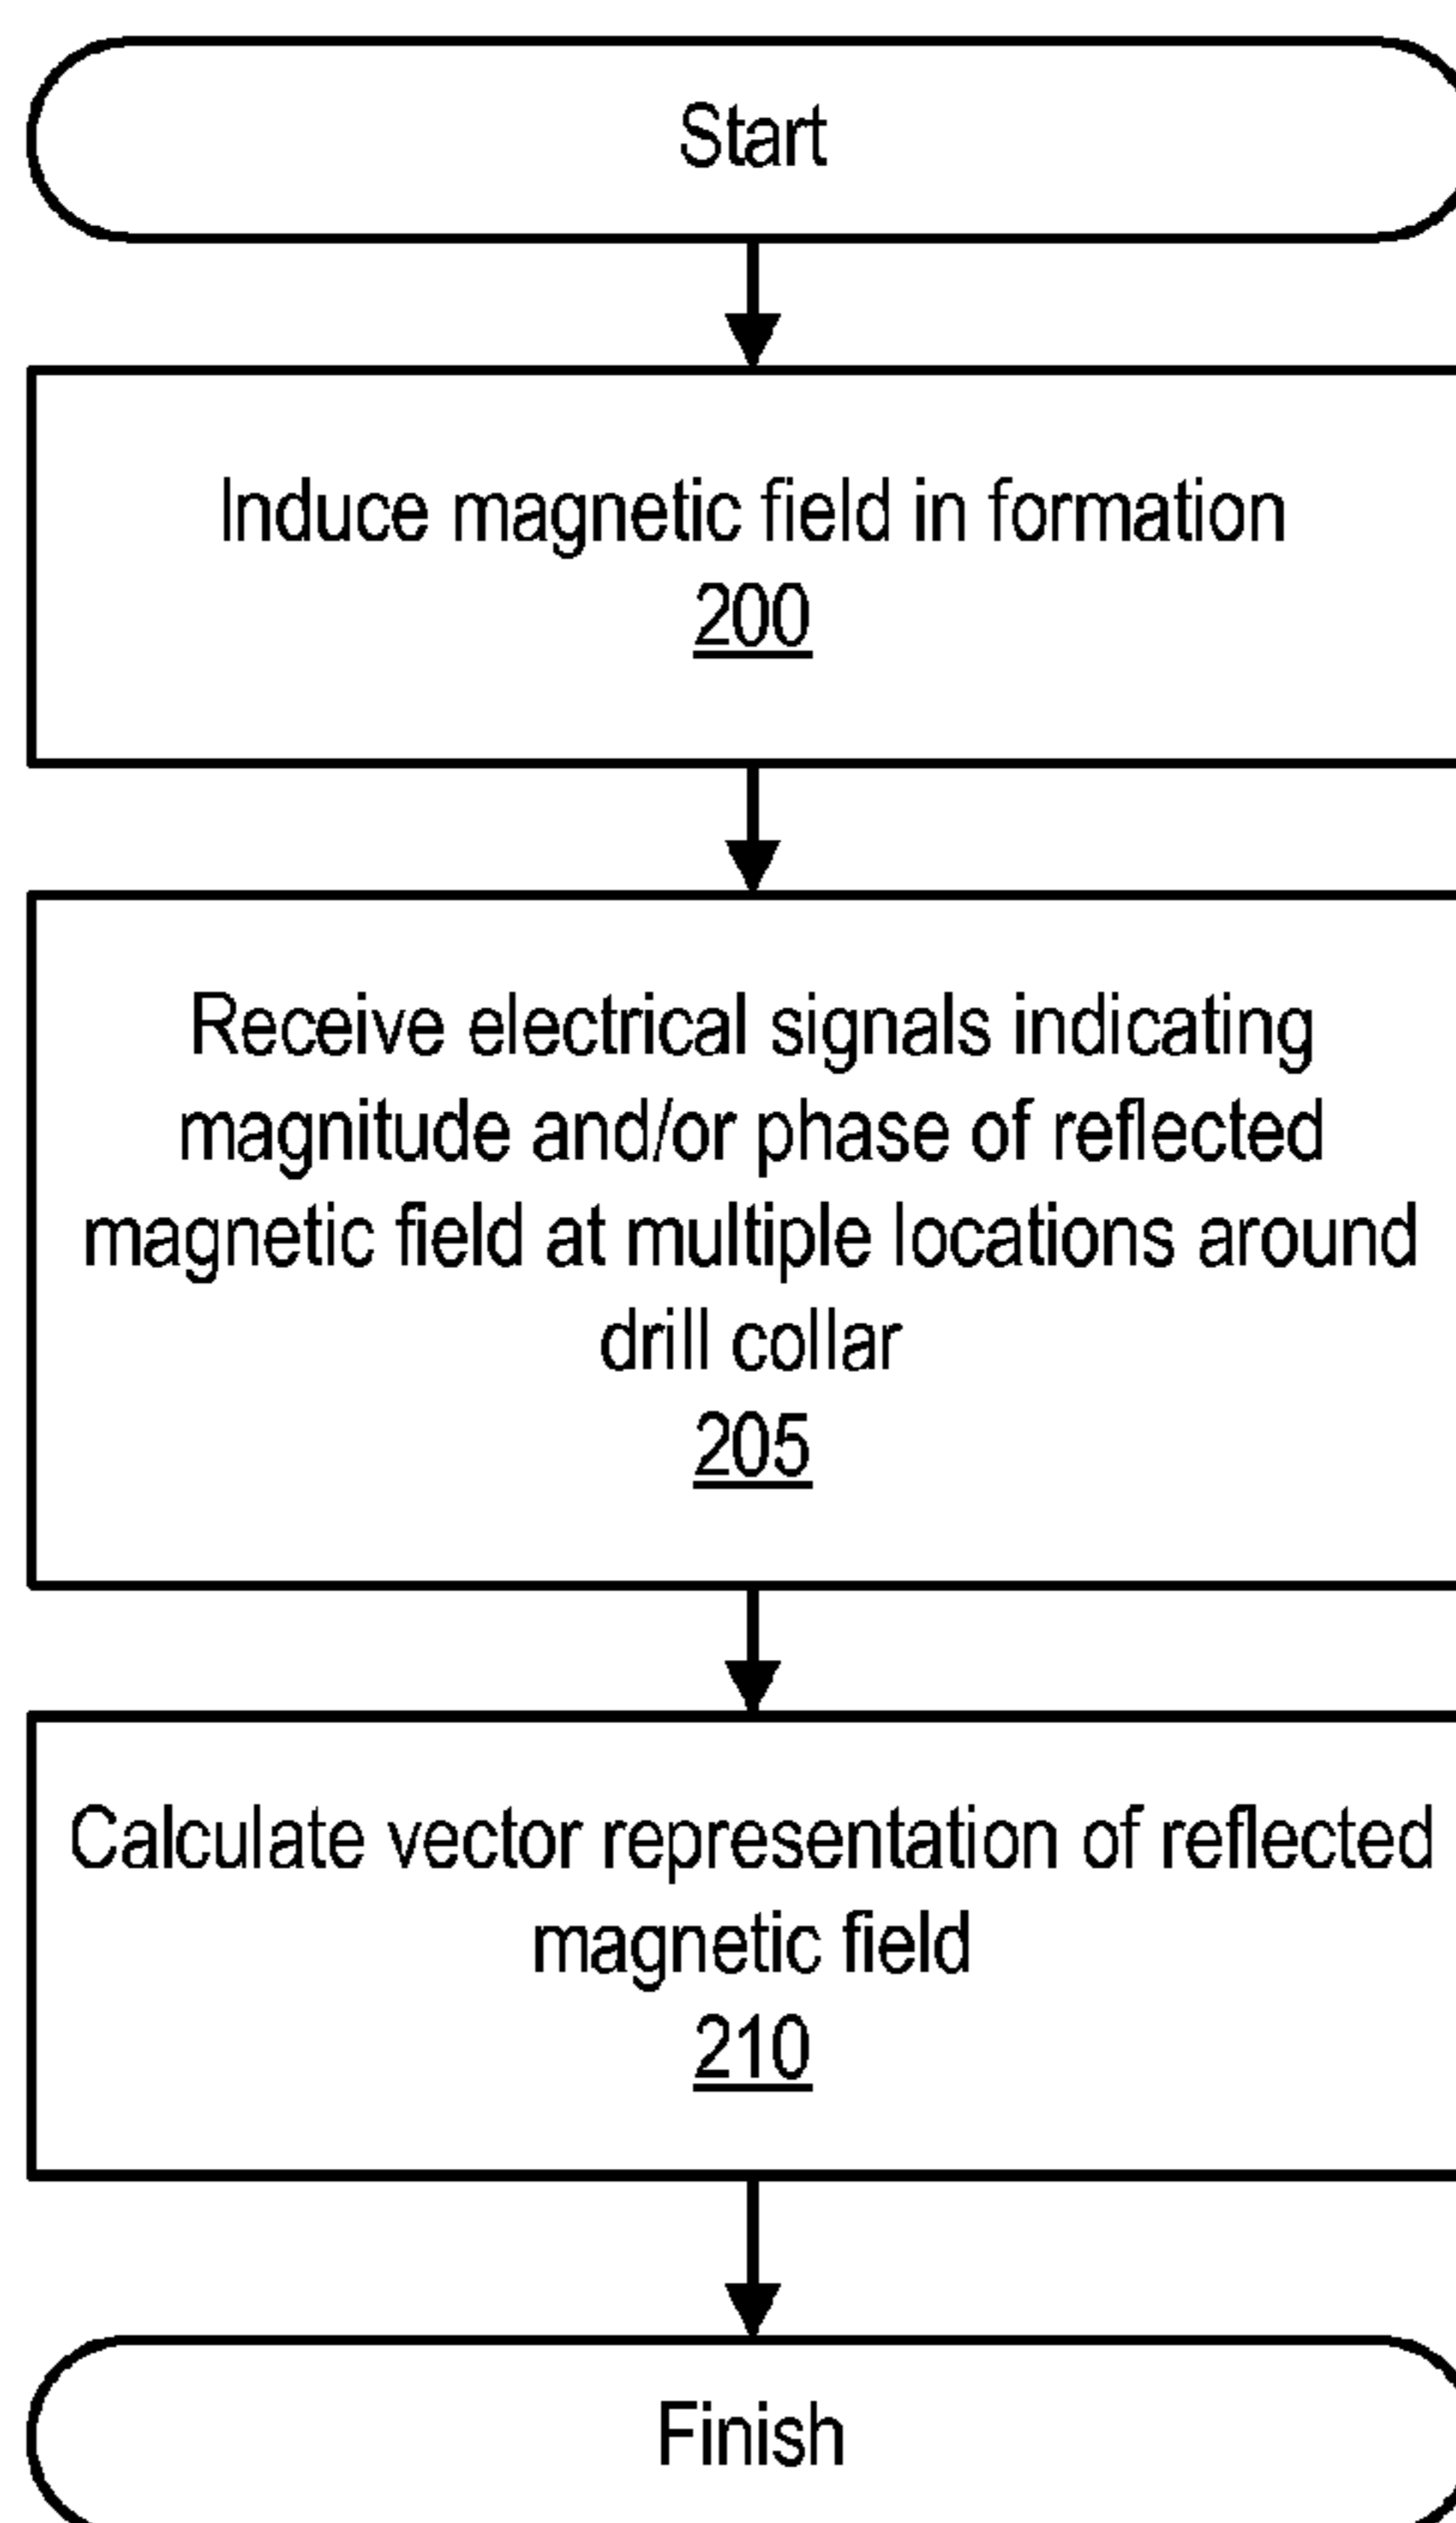 Start
Induce magnetic field in formation
200
Receive electrical signals indicating
magnitude and/or phase of reflected
magnetic field at multiple locations around
drill collar
205
Calculate vector representation of reflected
magnetic field
210
Finish